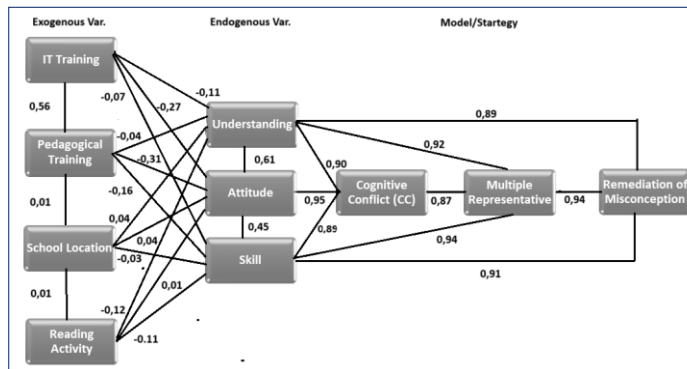 Exogenous Var.
Endogenous Var.
Model/Startegy
IT Training
-0,11
0,56
-0,07
-0,27
Understanding
0,89
Pedagogical
Training
-0,04
0,92
-0,31
0,61
0,90
0,01
-0,16
Attitude
0,95
Cognitive
Conflict (CC)
0,87
Multiple
Representative
0,94
Remediation of
Misconception
0,04
0,45
0,89
School Location
0,04
-0,03
Skill
0,94
0,01
0,01
0,91
-0,12
Reading
Activity
-0.11